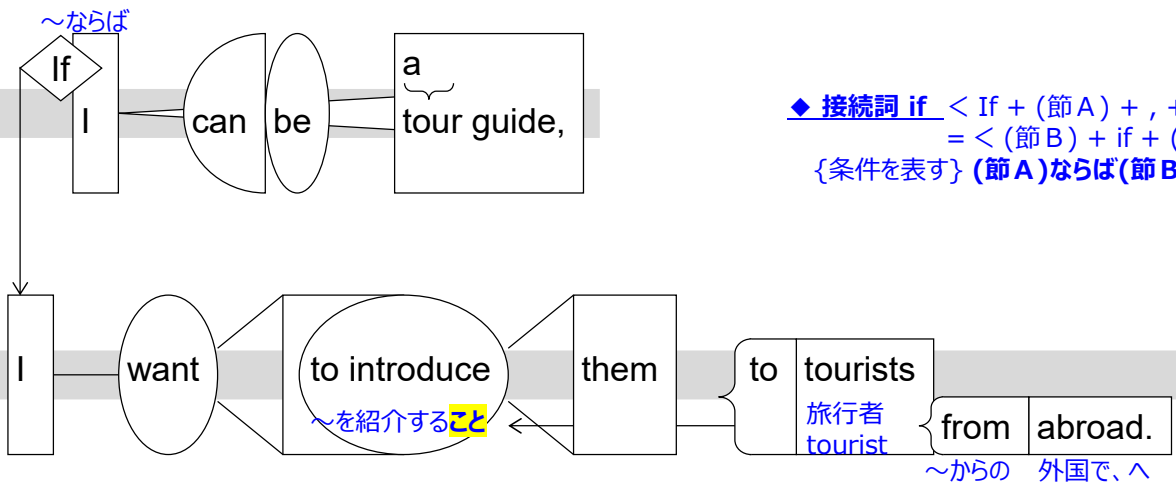 ～ならば
If
I can be a tour guide,
◆ 接続詞 if ＜ If + (節Ａ) + , +
= ＜ (節Ｂ) + if + (
{条件を表す} (節Ａ)ならば(節Ｂ
I want to introduce them to tourists
～を紹介すること
旅行者
tourist
from abroad.
～からの 外国で、へ